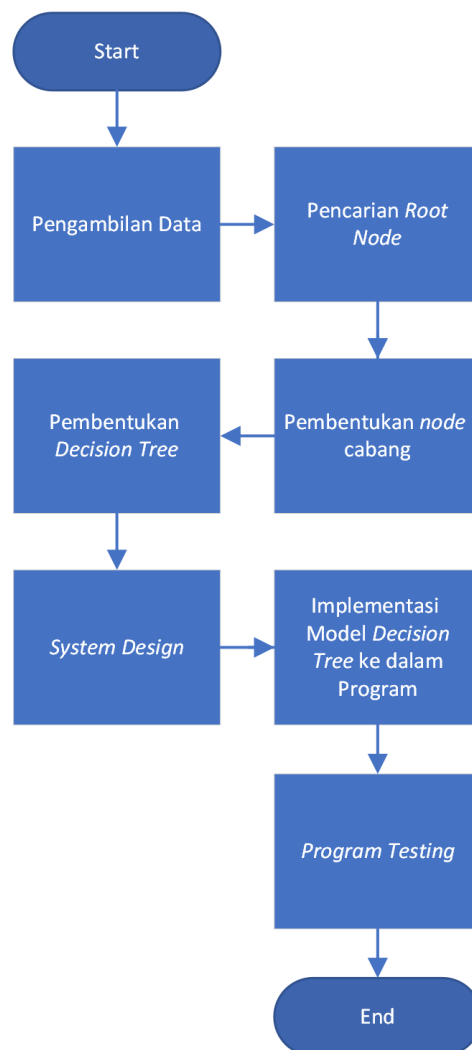 Start
Pengambilan Data
Pencarian Root
Node
Pembentukan node
cabang
Pembentukan
Decision Tree
System Design
Implementasi
Model Decision
Tree ke dalam
Program
Program Testing
End